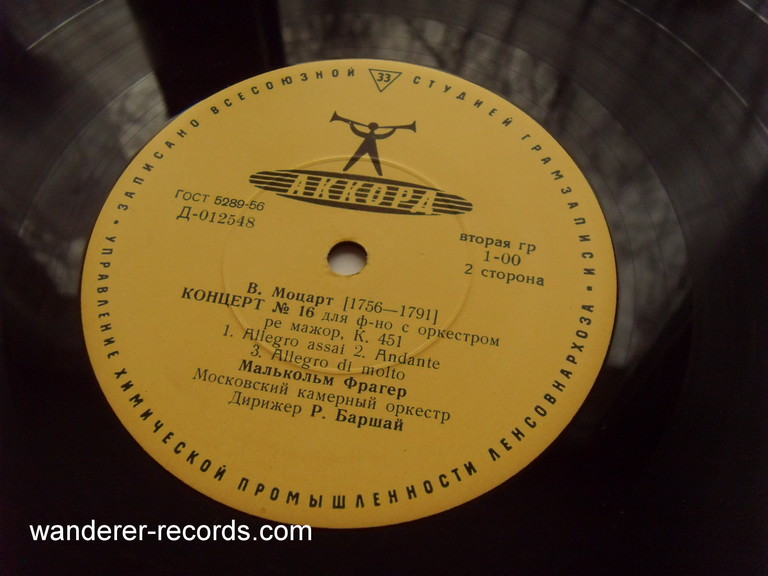 • ЗАПИСАНО ВСЕСОЮЗНОЙ 33 СТУДИЕЙ ГРАМЗАПИСИ •
АККОРД
ГОСТ 5289-56
Д-012548
вторая гр
1-00
2 сторона
В. Моцарт [1756—1791]
КОНЦЕРТ № 16 для ф-но с оркестром
ре мажор, К. 451
1. Allegro assai 2. Andante
3. Allegro di molto
Малькольм Фрагер
Московский камерный оркестр
Дирижер Р. Баршай
УПРАВЛЕНИЕ ХИМИЧЕСКОЙ ПРОМЫШЛЕННОСТИ ЛЕНСОВНАРХОЗА
wanderer-records.com